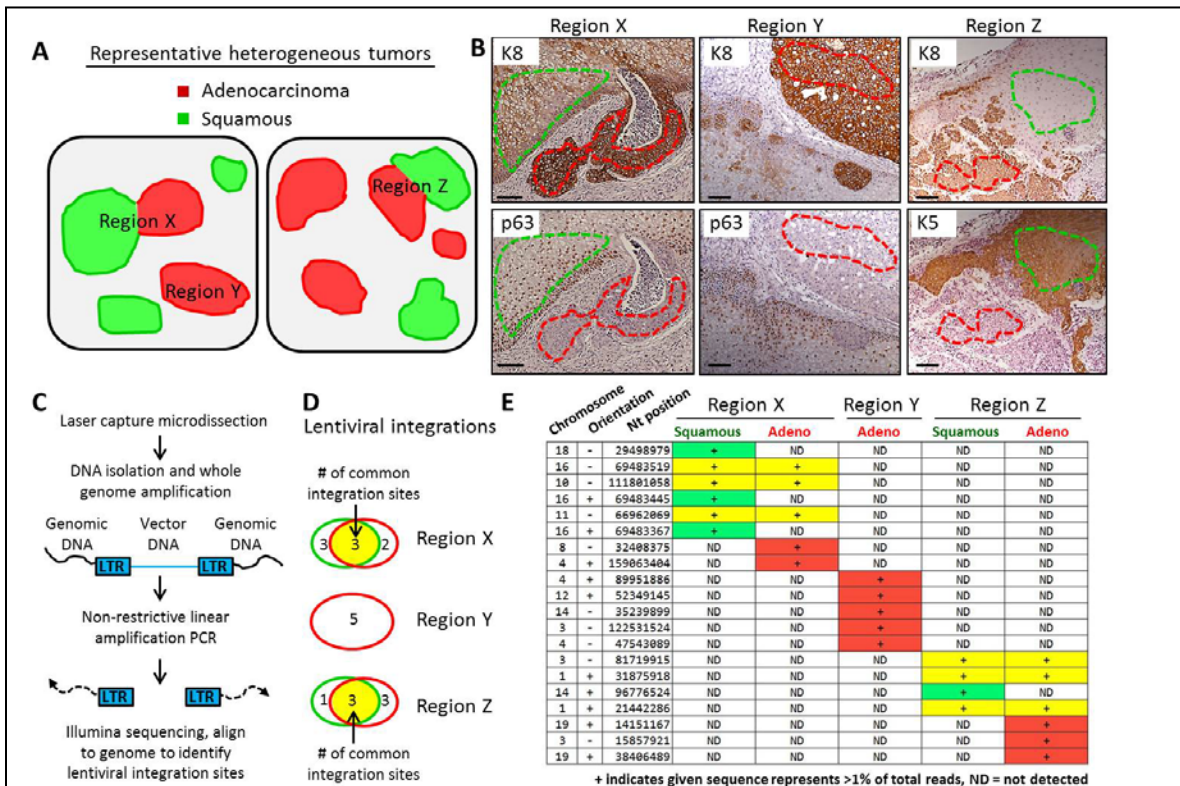 A
Representative heterogeneous tumors
Adenocarcinoma
Squamous
Region X
Region Y
Region Z
B
Region X
Region Y
Region Z
K8
K8
K8
p63
p63
K5
C
Laser capture microdissection
DNA isolation and whole
genome amplification
Genomic Vector Genomic
DNA DNA DNA
LTR LTR
Non-restrictive linear
amplification PCR
LTR LTR
Illumina sequencing, align
to genome to identify
lentiviral integration sites
D
Lentiviral integrations
# of common
integration sites
3 3 2 Region X
5 Region Y
1 3 3 Region Z
# of common
integration sites
E
Chromosome Orientation Nt position Region X Region Y Region Z
Squamous Adeno Adeno Squamous Adeno
18 - 29498979 + ND ND ND ND
16 - 69483519 + + ND ND ND
10 - 111801058 + + ND ND ND
16 + 69483445 + ND ND ND ND
11 - 66962069 + + ND ND ND
16 + 69483367 + ND ND ND ND
8 - 32408375 ND + ND ND ND
4 + 159063404 ND + ND ND ND
4 + 89951886 ND ND + ND ND
12 + 52349145 ND ND + ND ND
14 - 35239899 ND ND + ND ND
3 - 122531524 ND ND + ND ND
4 - 47543089 ND ND + ND ND
3 - 81719915 ND ND ND + +
1 + 31875918 ND ND ND + +
14 + 96776524 ND ND ND + ND
1 + 21442286 ND ND ND + +
19 + 14151167 ND ND ND ND +
3 - 15857921 ND ND ND ND +
19 + 38406489 ND ND ND ND +
+ indicates given sequence represents >1% of total reads, ND = not detected